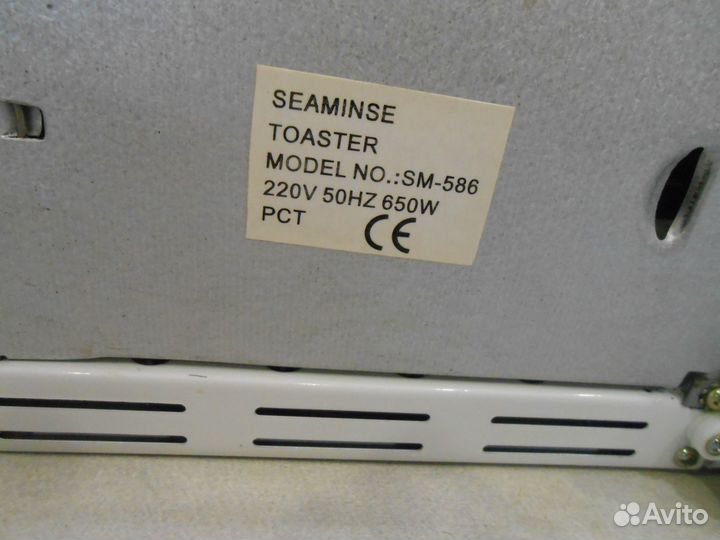 SEAMINSE
TOASTER
MODEL NO.:SM-586
220V 50HZ 650W
PCT CE
Avito